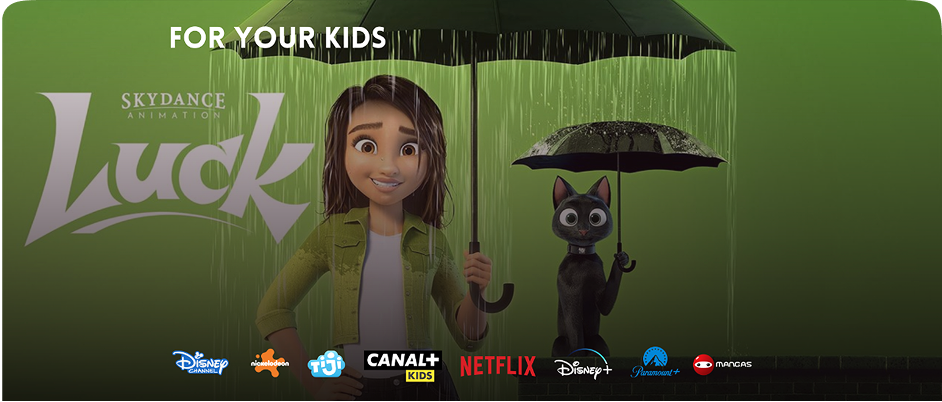 FOR YOUR KIDS
SKYDANCE
ANIMATION
Luck
Disney
CHANNEL
nickelodeon
TiJi
CANAL+
KIDS
NETFLIX
Disney+
Paramount+
MANGAS